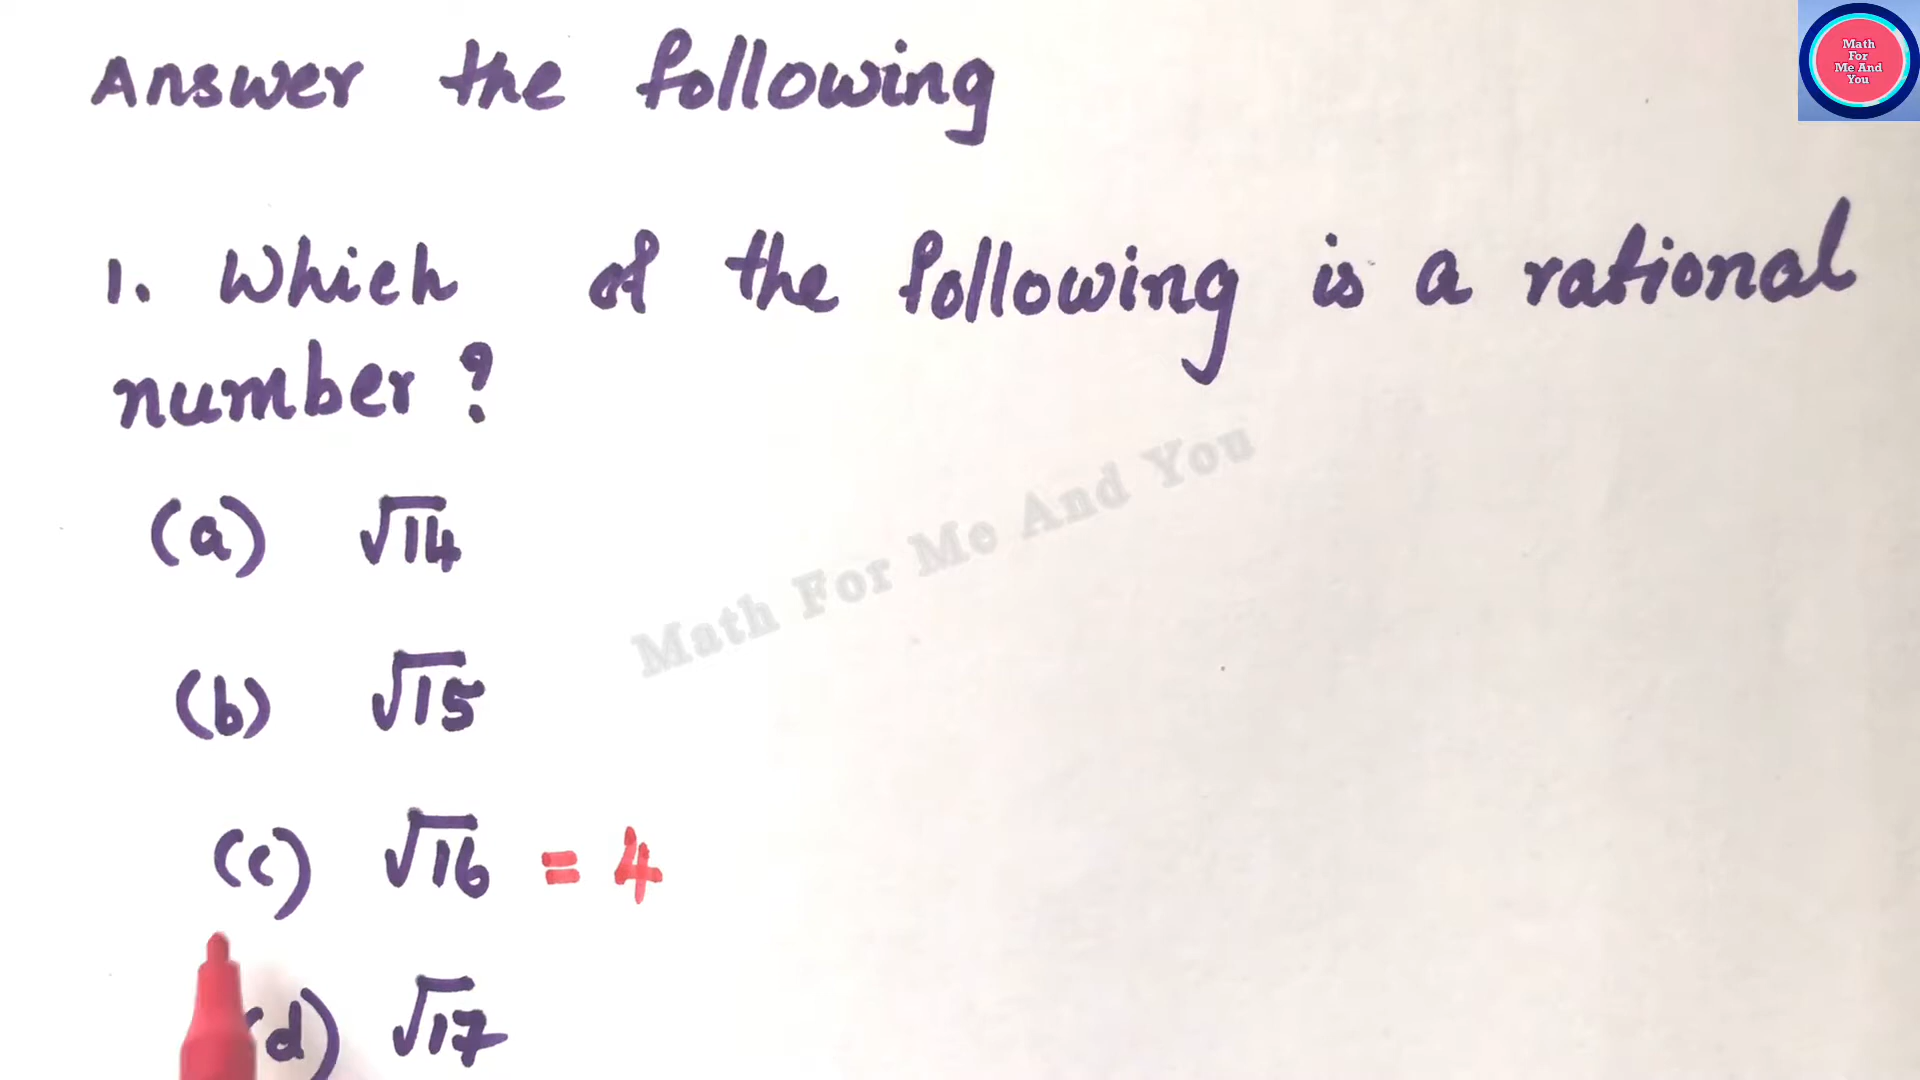 Answer the following
Math
For
Me And
You
1. Which of the following is a rational
number?
(a) √14
(b) √15
(c) √16 = 4
(d) √17
Math For Me And You